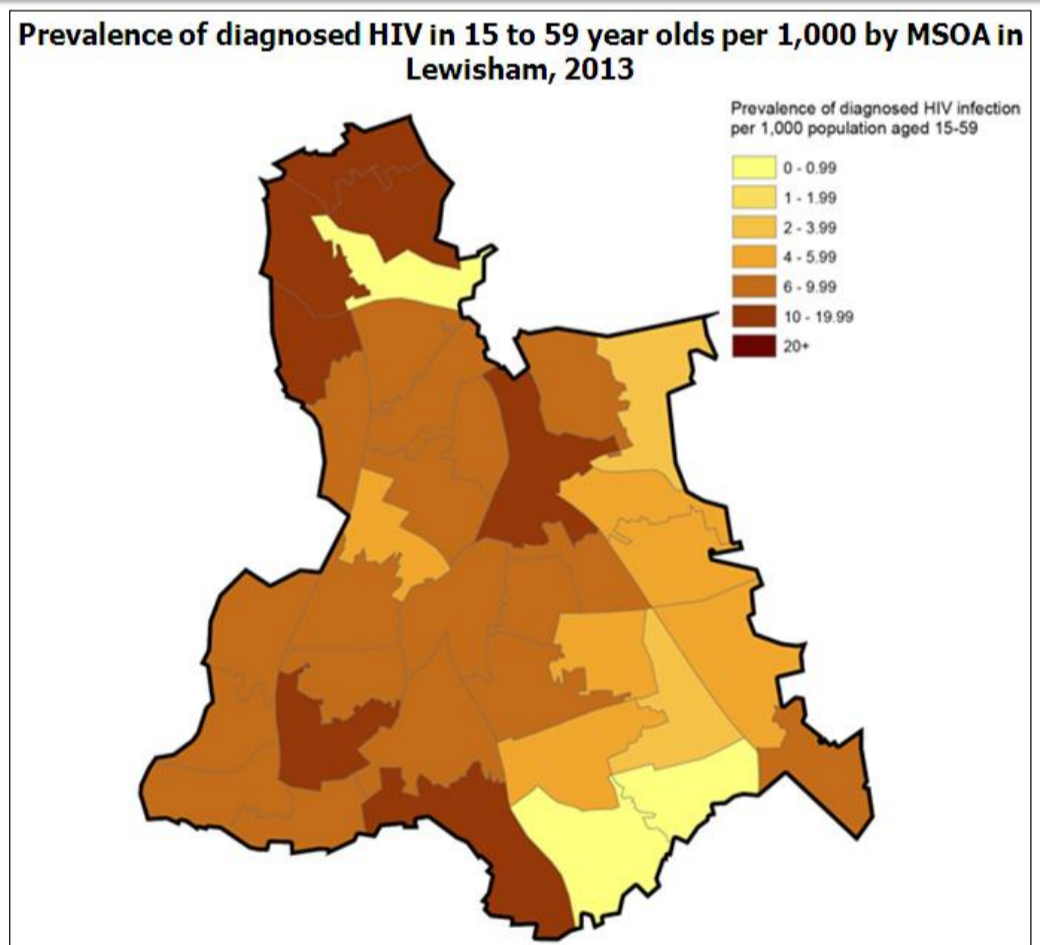 Prevalence of diagnosed HIV in 15 to 59 year olds per 1,000 by MSOA in
Lewisham, 2013
Prevalence of diagnosed HIV infection
per 1,000 population aged 15-59
0 - 0.99
1 - 1.99
2 - 3.99
4 - 5.99
6 - 9.99
10 - 19.99
20+